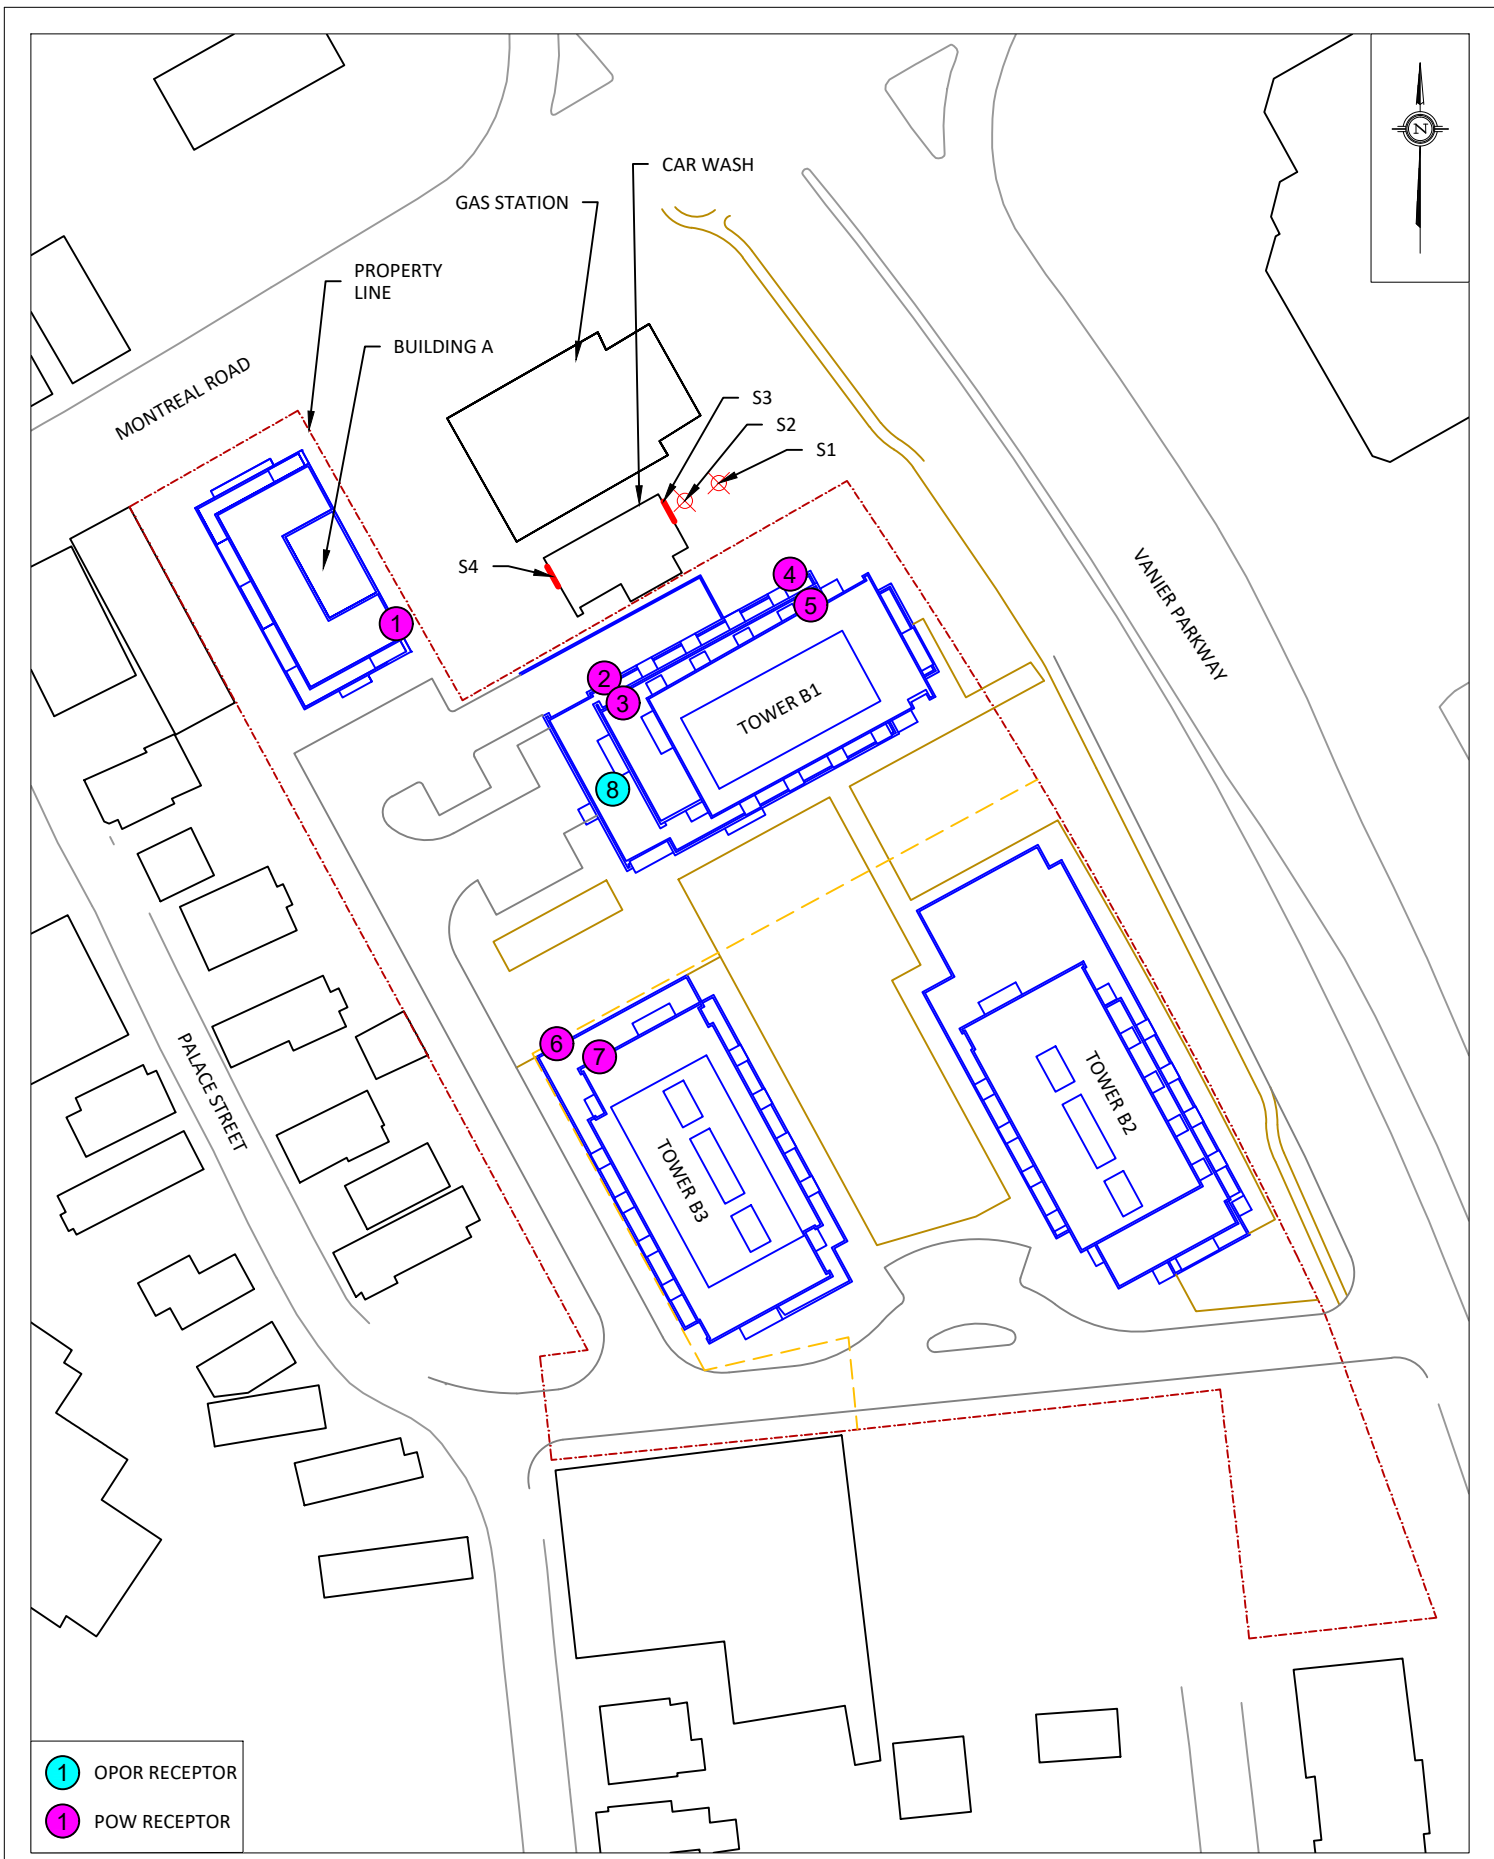 N
CAR WASH
GAS STATION
PROPERTY
LINE
BUILDING A
MONTREAL ROAD
S3
S2
S1
S4
VANIER PARKWAY
1
2
3
4
5
TOWER B1
8
6
7
TOWER B3
TOWER B2
PALACE STREET
1 OPOR RECEPTOR
1 POW RECEPTOR